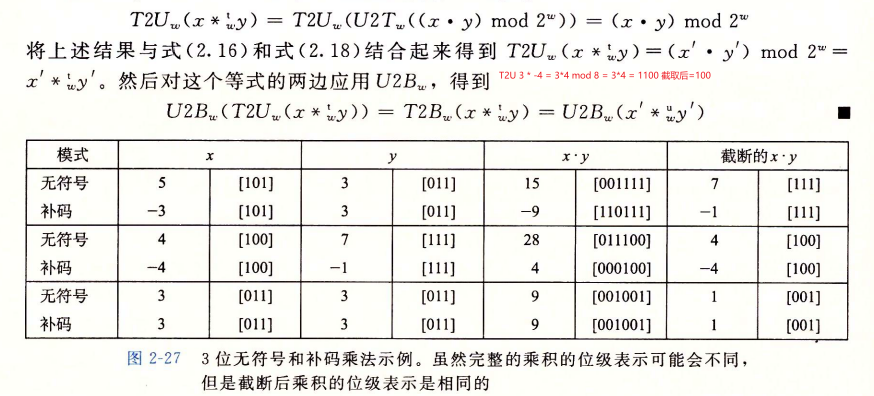 T2U_w(x *^t_w y) = T2U_w(U2T_w((x · y) mod 2^w)) = (x · y) mod 2^w
将上述结果与式(2.16)和式(2.18)结合起来得到 T2U_w(x *^t_w y)=(x′ · y′) mod 2^w=
x′ *^t_w y′。然后对这个等式的两边应用 U2B_w，得到 T2U 3 * -4 = 3*4 mod 8 = 3*4 = 1100 截取后=100
U2B_w(T2U_w(x *^t_w y)) = T2B_w(x *^t_w y) = U2B_w(x′ *^u_w y′) ■
模式 x y x·y 截断的x·y
无符号 5 [101] 3 [011] 15 [001111] 7 [111]
补码 −3 [101] 3 [011] −9 [110111] −1 [111]
无符号 4 [100] 7 [111] 28 [011100] 4 [100]
补码 −4 [100] −1 [111] 4 [000100] −4 [100]
无符号 3 [011] 3 [011] 9 [001001] 1 [001]
补码 3 [011] 3 [011] 9 [001001] 1 [001]
图 2-27 3 位无符号和补码乘法示例。虽然完整的乘积的位级表示可能会不同，
但是截断后乘积的位级表示是相同的